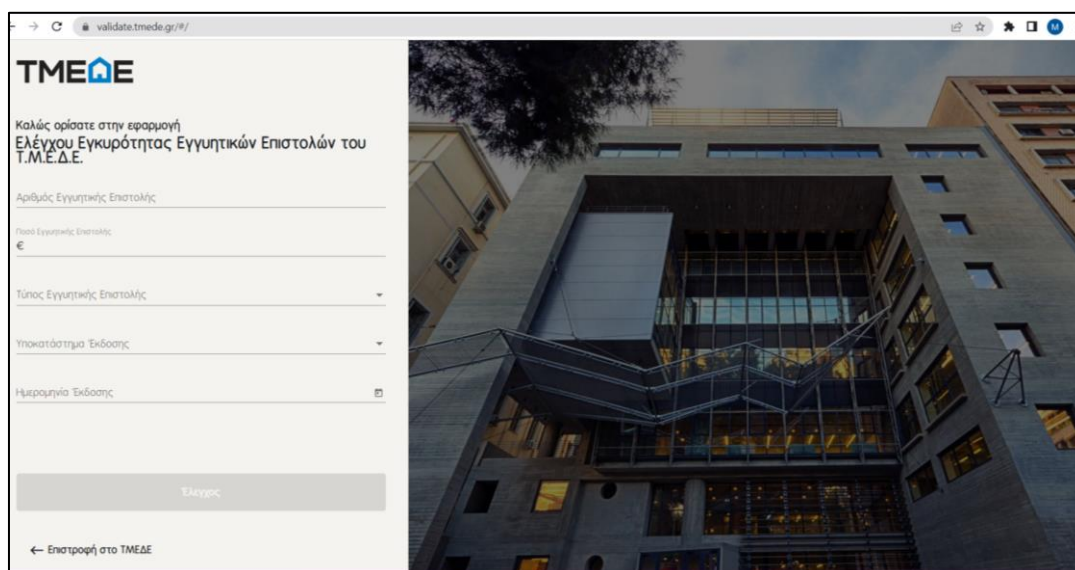 validate.tmede.gr/#/
M
ΤΜΕΔΕ
Καλώς ορίσατε στην εφαρμογή
Ελέγχου Εγκυρότητας Εγγυητικών Επιστολών του
Τ.Μ.Ε.Δ.Ε.
Αριθμός Εγγυητικής Επιστολής
Ποσό Εγγυητικής Επιστολής
€
Τύπος Εγγυητικής Επιστολής
Υποκατάστημα Έκδοσης
Ημερομηνία Έκδοσης
Έλεγχος
← Επιστροφή στο ΤΜΕΔΕ